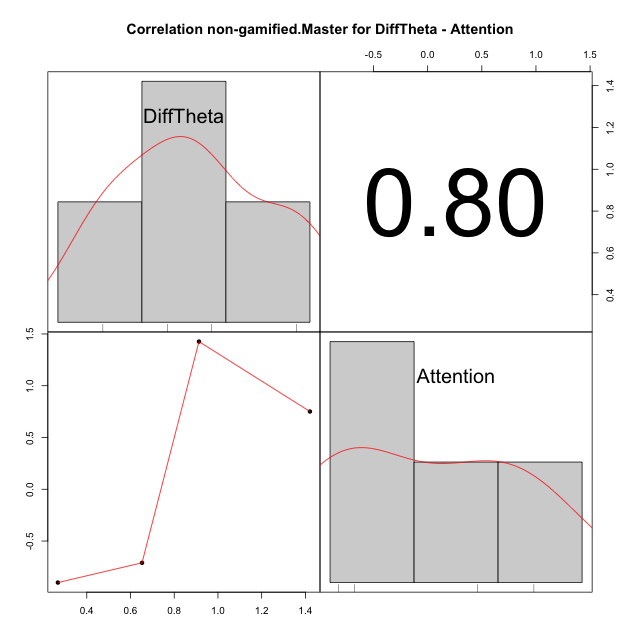 Correlation non-gamified.Master for DiffTheta - Attention
-0.5 0.0 0.5 1.0 1.5
DiffTheta
0.80
0.4 0.6 0.8 1.0 1.2 1.4
-0.5 0.0 0.5 1.0 1.5
Attention
0.4 0.6 0.8 1.0 1.2 1.4